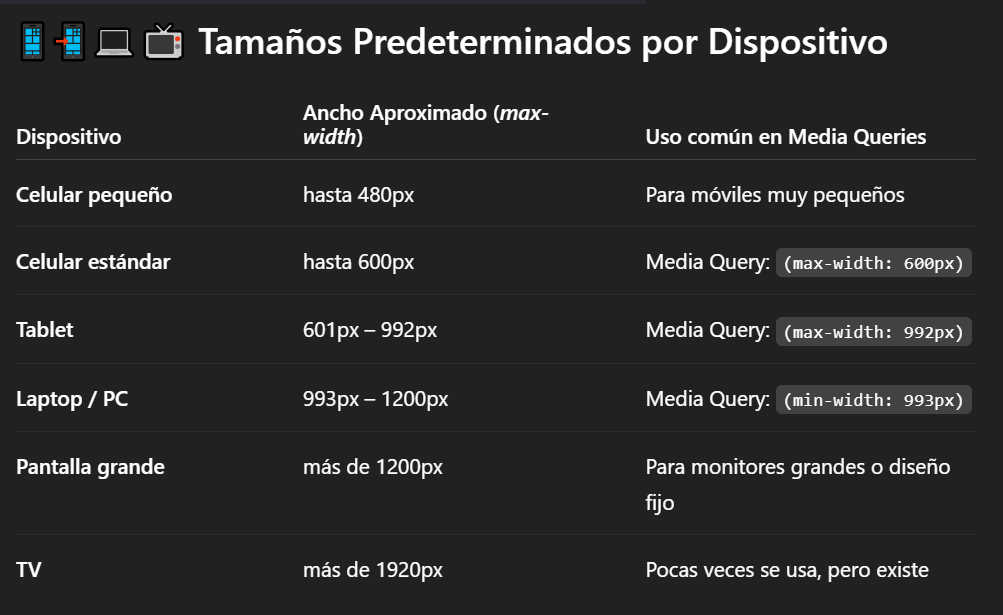 Tamaños Predeterminados por Dispositivo
Dispositivo
Ancho Aproximado (max-
width)
Uso común en Media Queries
Celular pequeño
hasta 480px
Para móviles muy pequeños
Celular estándar
hasta 600px
Media Query: (max-width: 600px)
Tablet
601px – 992px
Media Query: (max-width: 992px)
Laptop / PC
993px – 1200px
Media Query: (min-width: 993px)
Pantalla grande
más de 1200px
Para monitores grandes o diseño
fijo
TV
más de 1920px
Pocas veces se usa, pero existe